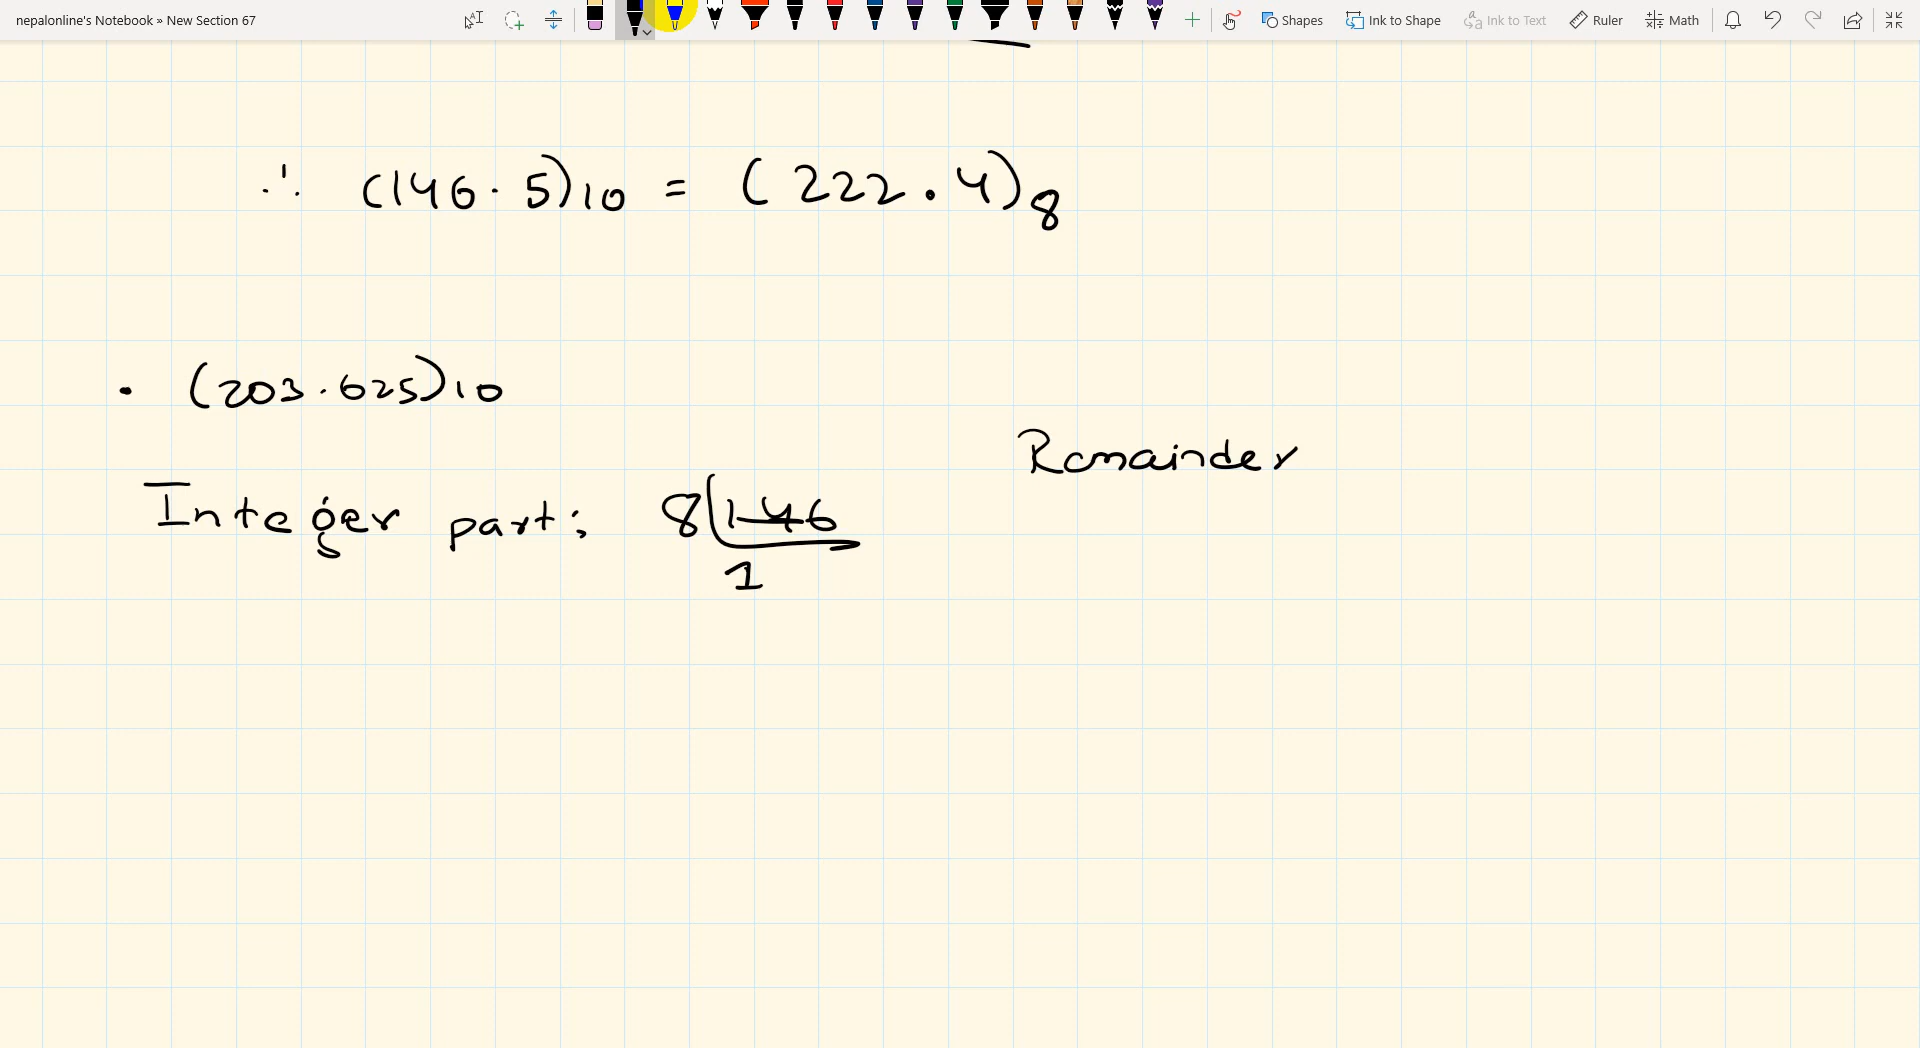 nepalonline's Notebook » New Section 67
Shapes Ink to Shape Ink to Text Ruler Math
∴ (146.5)10 = (222.4)8
• (203.625)10
Remainder
Integer part: 8 146
1